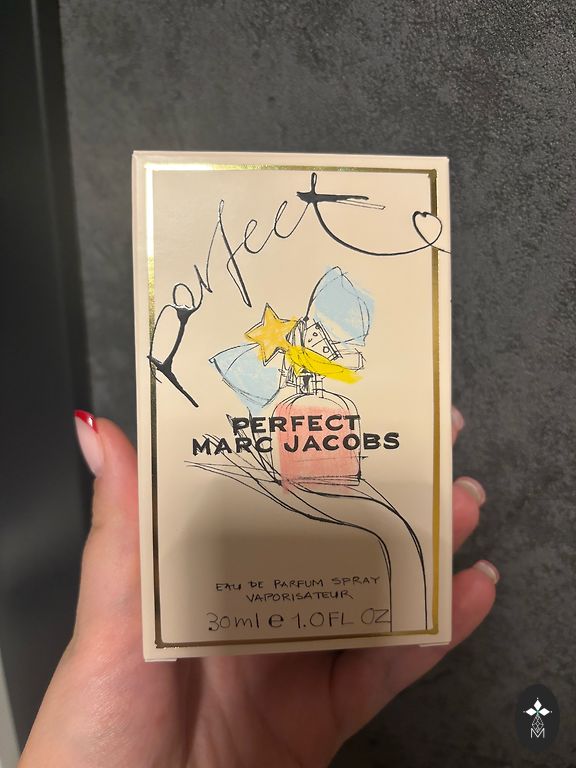 Perfect
PERFECT
MARC JACOBS
EAU DE PARFUM SPRAY
VAPORISATEUR
30ml e 1.0FL OZ
M